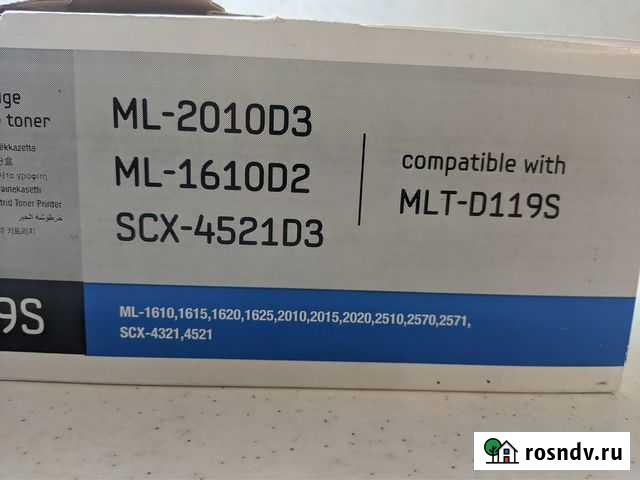 toner
ML-2010D3
ML-1610D2
SCX-4521D3
compatible with
MLT-D119S
9S
ML-1610,1615,1620,1625,2010,2015,2020,2510,2570,2571,
SCX-4321,4521
rosndv.ru